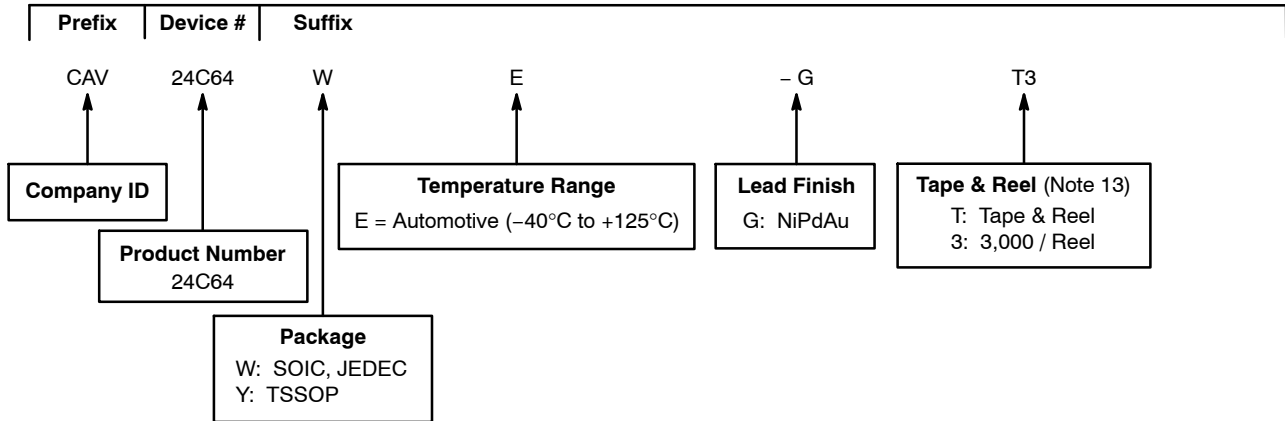 Prefix Device # Suffix
CAV 24C64 W E – G T3
Company ID
Product Number
24C64
Package
W: SOIC, JEDEC
Y: TSSOP
Temperature Range
E = Automotive (−40°C to +125°C)
Lead Finish
G: NiPdAu
Tape & Reel (Note 13)
T: Tape & Reel
3: 3,000 / Reel